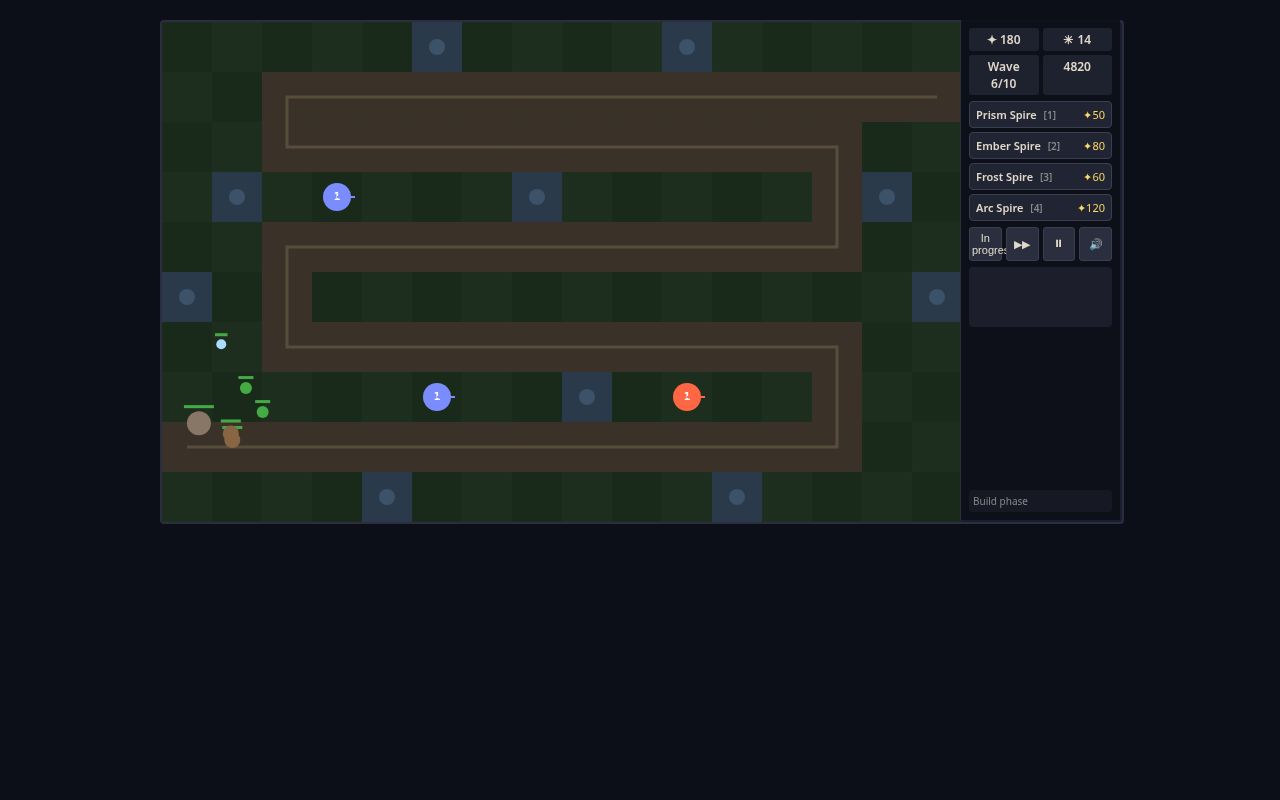 ✦ 180
✳ 14
Wave
6/10
4820
Prism Spire [1] ✦50
Ember Spire [2] ✦80
Frost Spire [3] ✦60
Arc Spire [4] ✦120
In
progres
1
1
1
Build phase